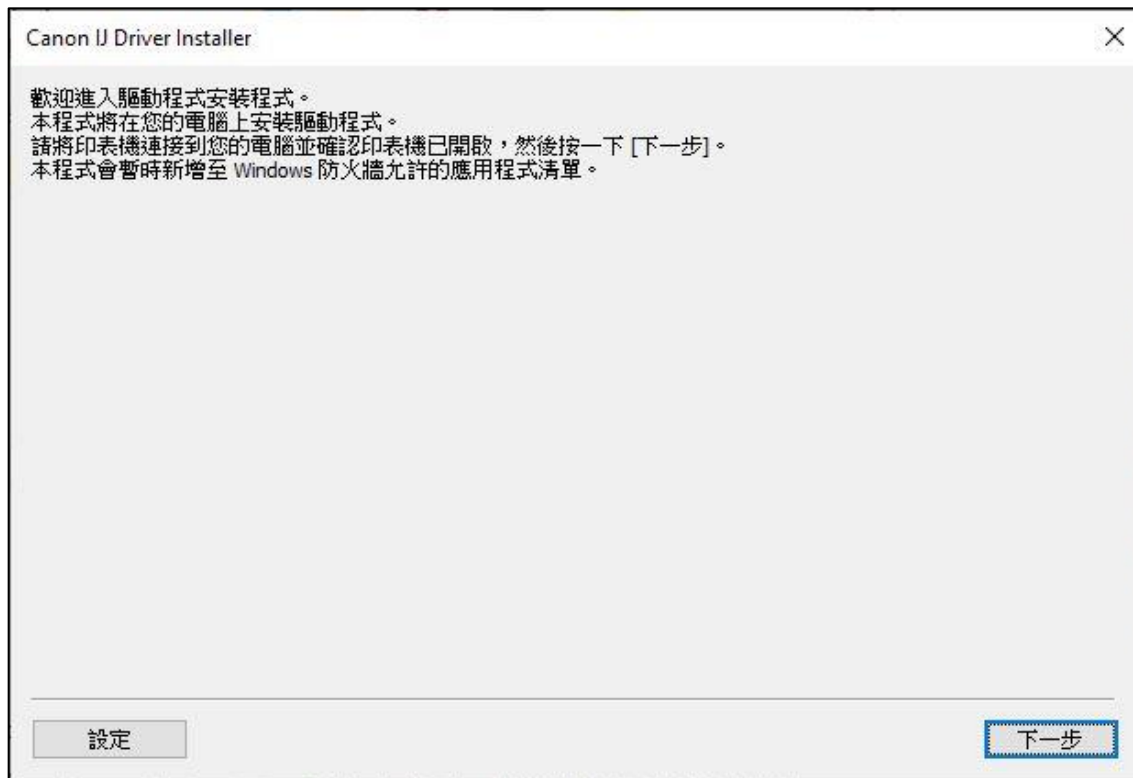 Canon IJ Driver Installer
歡迎進入驅動程式安裝程式。
本程式將在您的電腦上安裝驅動程式。
請將印表機連接到您的電腦並確認印表機已開啟，然後按一下 [下一步]。
本程式會暫時新增至 Windows 防火牆允許的應用程式清單。
設定
下一步